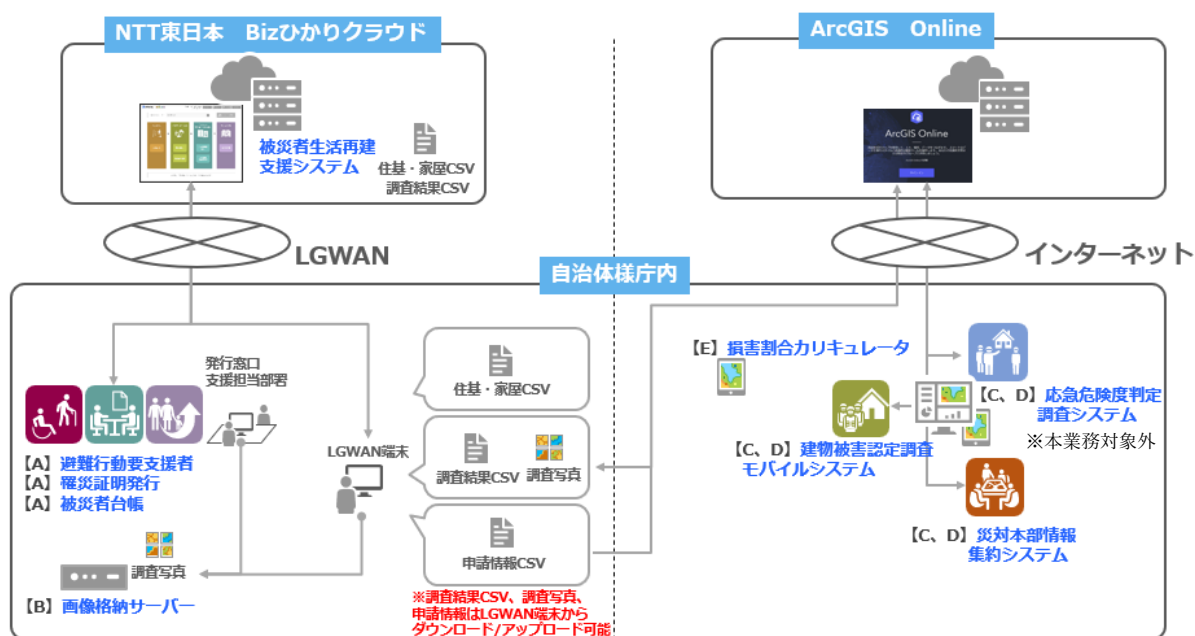 NTT東日本　Bizひかりクラウド
被災者生活再建
支援システム
住基・家屋CSV
調査結果CSV
ArcGIS　Online
ArcGIS Online
LGWAN
インターネット
自治体様庁内
発行窓口
支援担当部署
【A】避難行動要支援者
【A】罹災証明発行
【A】被災者台帳
LGWAN端末
調査写真
【B】画像格納サーバー
住基・家屋CSV
調査結果CSV
調査写真
申請情報CSV
※調査結果CSV、調査写真、
申請情報はLGWAN端末から
ダウンロード/アップロード可能
【E】損害割合カリキュレータ
【C、D】応急危険度判定
調査システム
※本業務対象外
【C、D】建物被害認定調査
モバイルシステム
【C、D】災対本部情報
集約システム